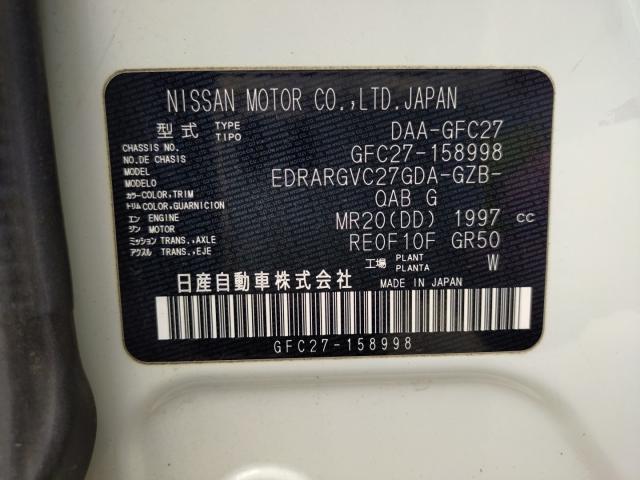 NISSAN MOTOR CO.,LTD.JAPAN
型式 TYPE TIPO DAA-GFC27
CHASSIS NO. NO.DE CHASIS GFC27-158998
MODEL MODELO EDRARGVC27GDA-GZB-
カラー COLOR,TRIM トリム COLOR,GUARNICION QAB G
エン ENGINE ジン MOTOR MR20(DD) 1997 cc
ミッション TRANS.,AXLE アクスル TRANS.,EJE RE0F10F GR50
工場 PLANT PLANTA W
日産自動車株式会社 MADE IN JAPAN
GFC27-158998